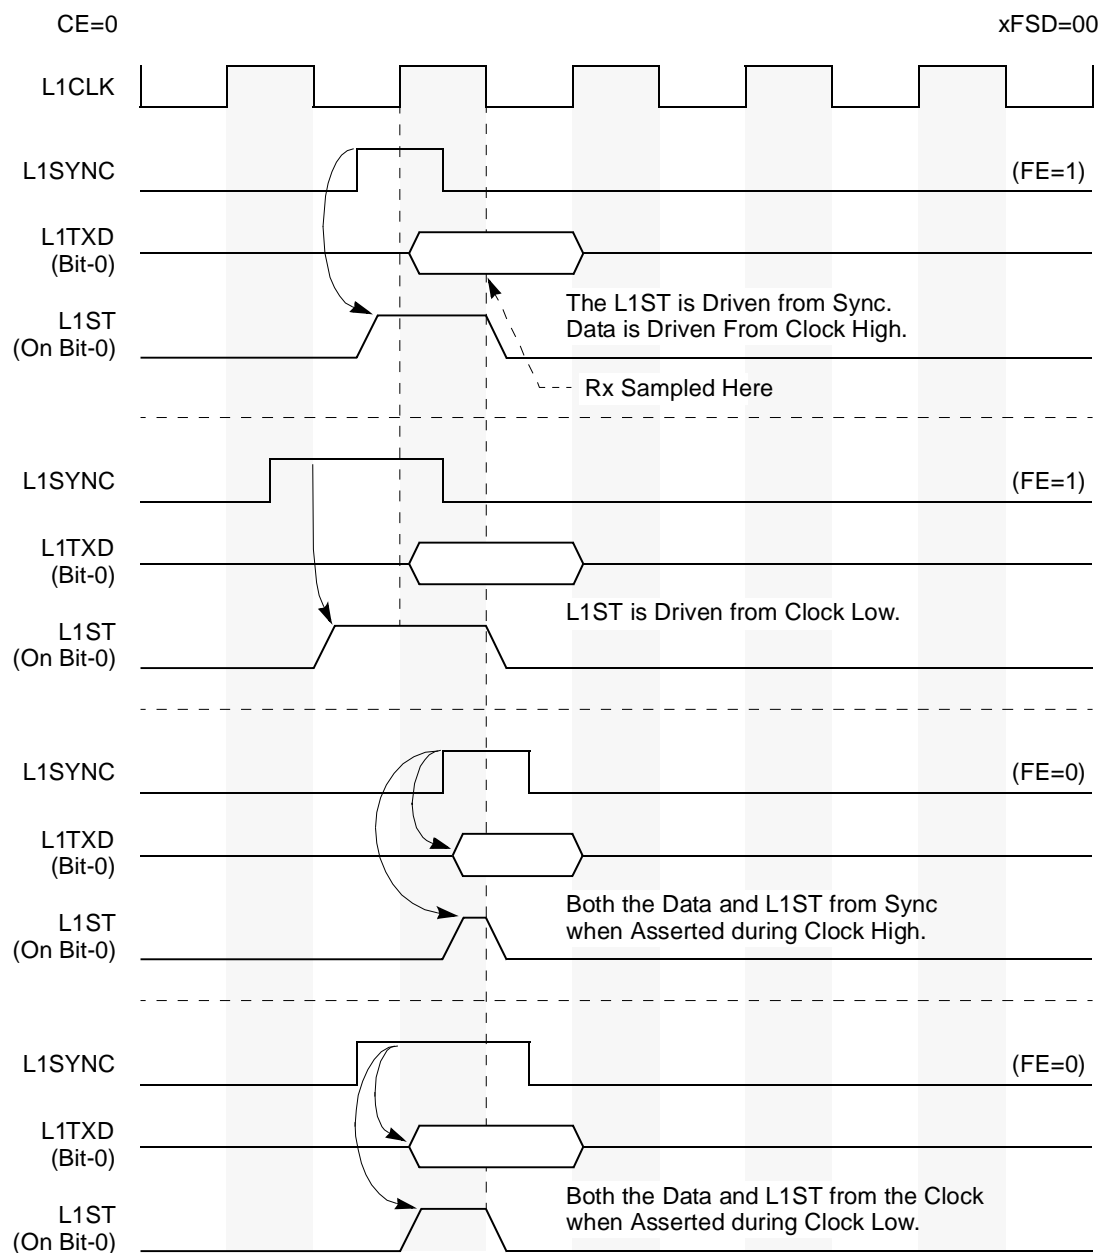 CE=0 xFSD=00
L1CLK
L1SYNC (FE=1)
L1TXD
(Bit-0)
The L1ST is Driven from Sync.
Data is Driven From Clock High.
L1ST
(On Bit-0)
Rx Sampled Here
L1SYNC (FE=1)
L1TXD
(Bit-0)
L1ST is Driven from Clock Low.
L1ST
(On Bit-0)
L1SYNC (FE=0)
L1TXD
(Bit-0)
Both the Data and L1ST from Sync
when Asserted during Clock High.
L1ST
(On Bit-0)
L1SYNC (FE=0)
L1TXD
(Bit-0)
Both the Data and L1ST from the Clock
when Asserted during Clock Low.
L1ST
(On Bit-0)